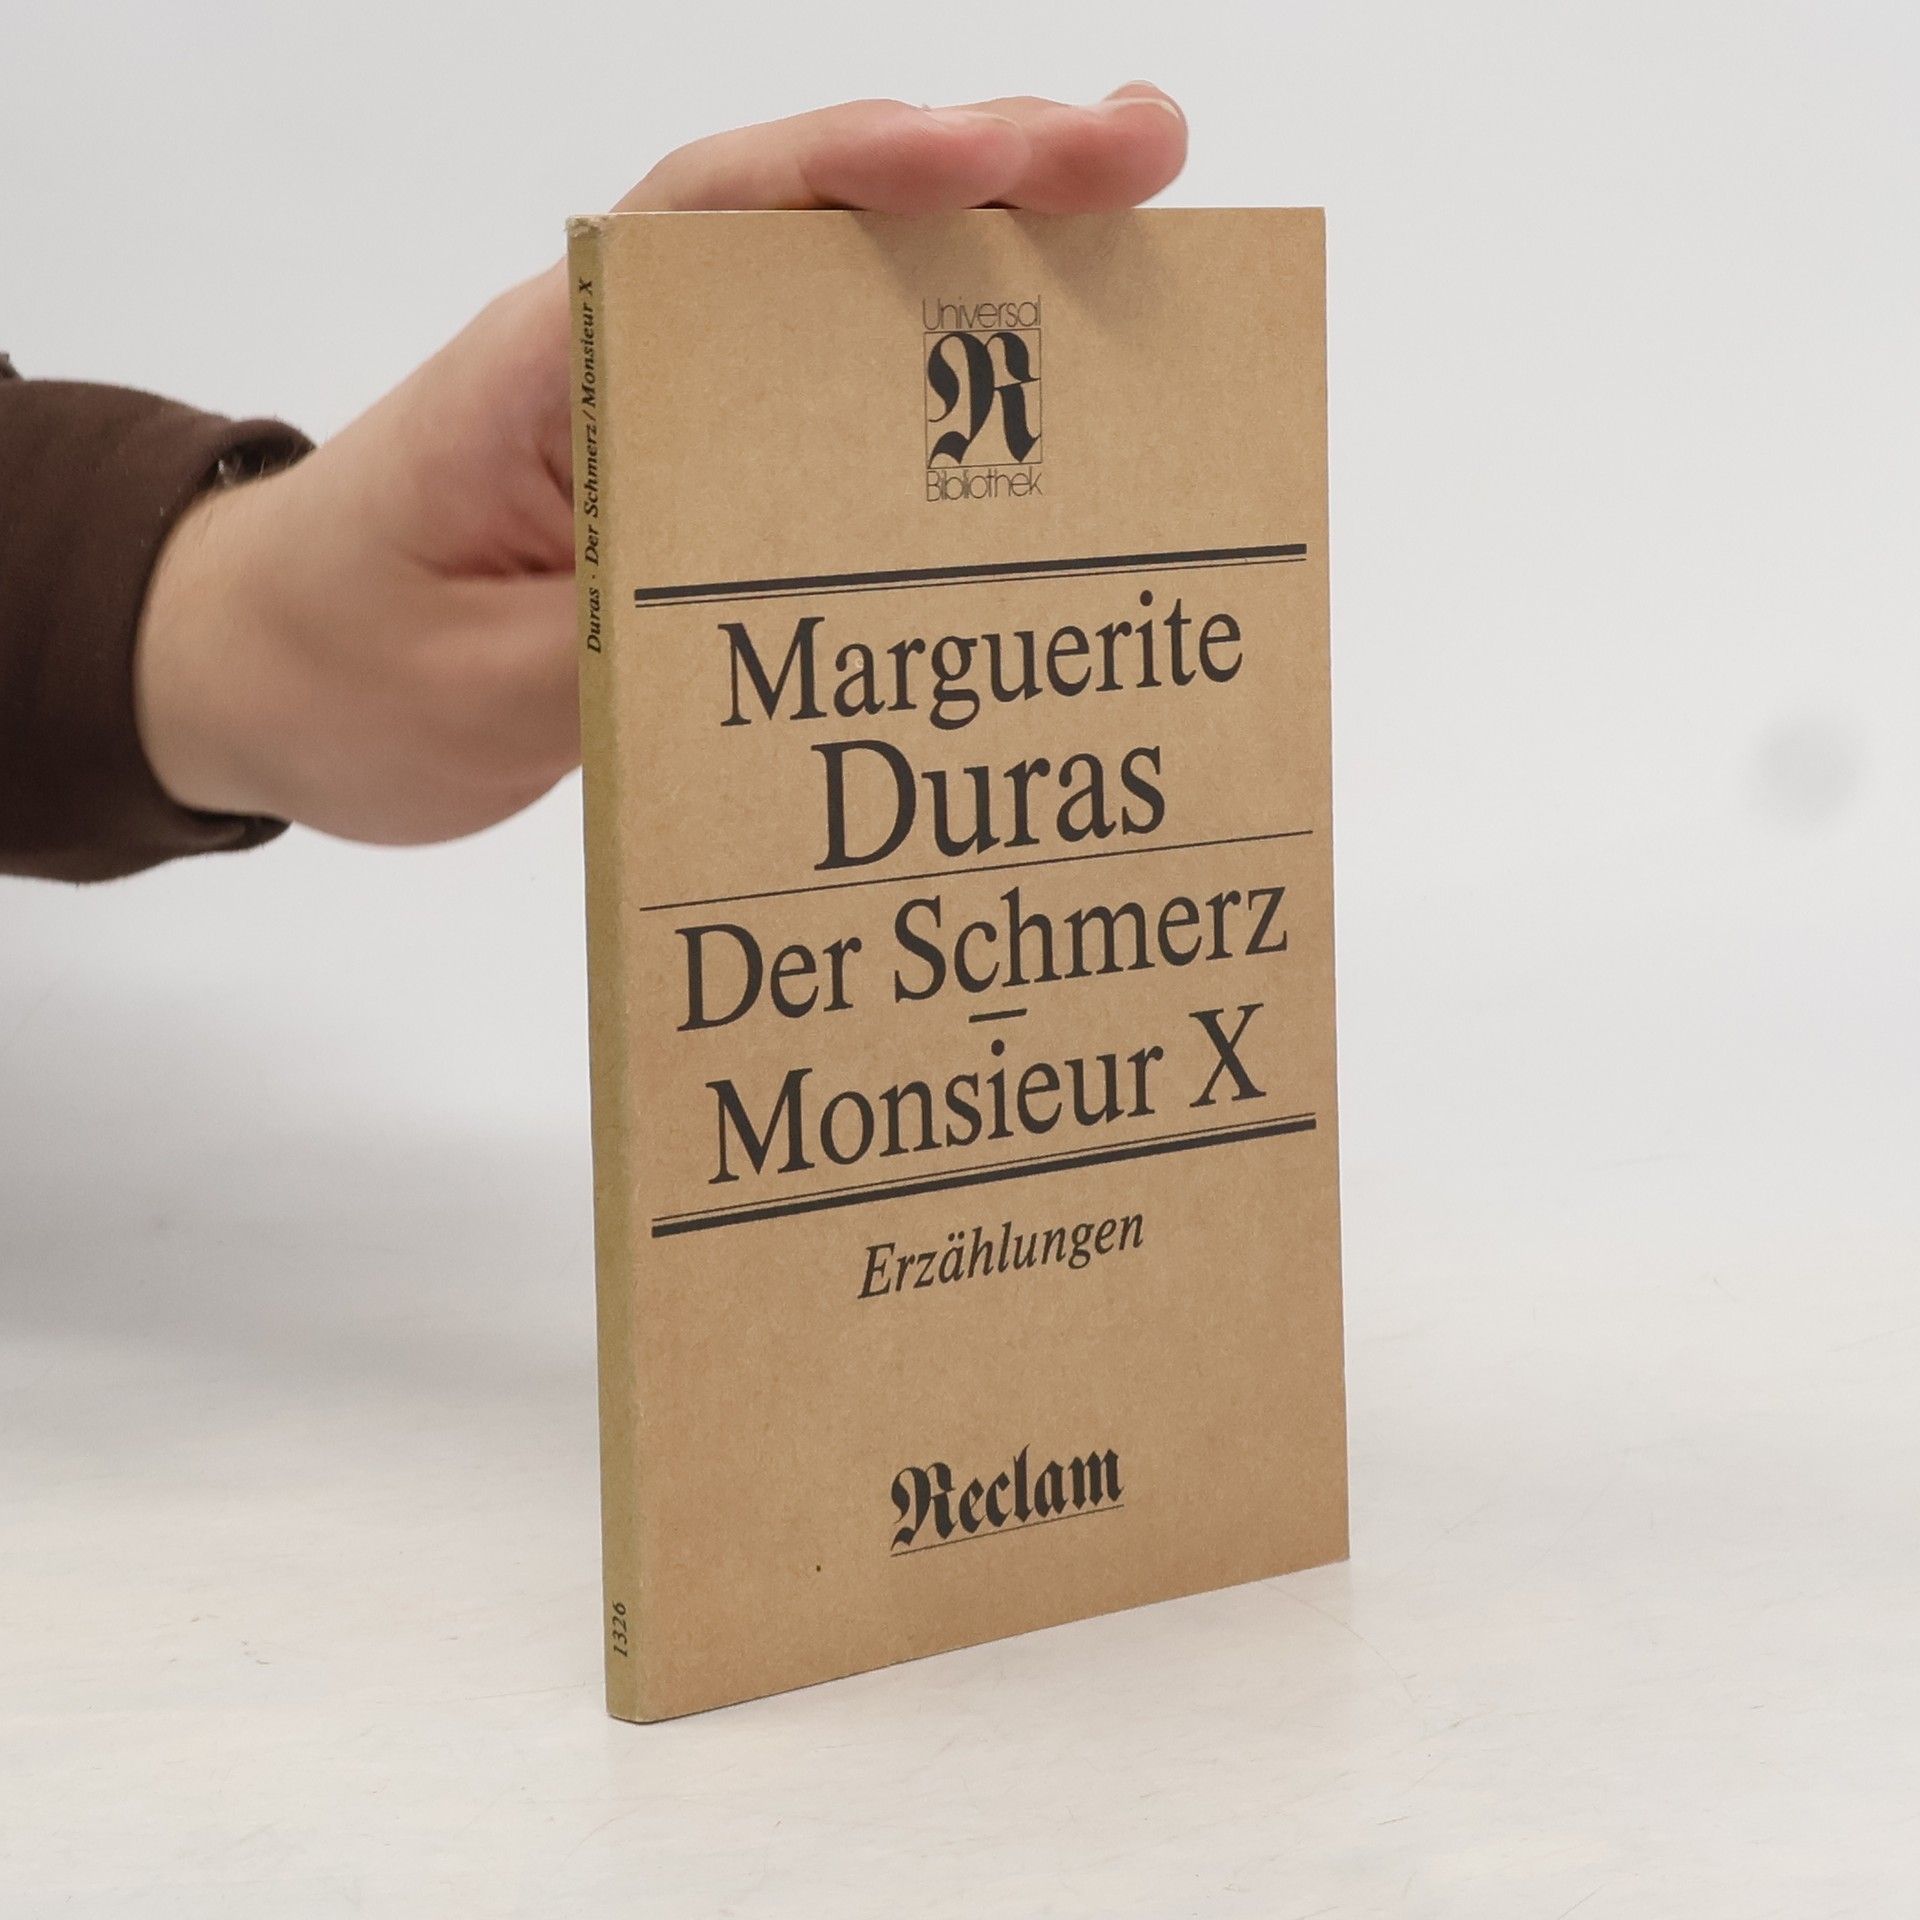 Universal
R
Bibliothek
Marguerite
Duras
Der Schmerz
Monsieur X
Erzählungen
Reclam
Duras · Der Schmerz / Monsieur X
1326